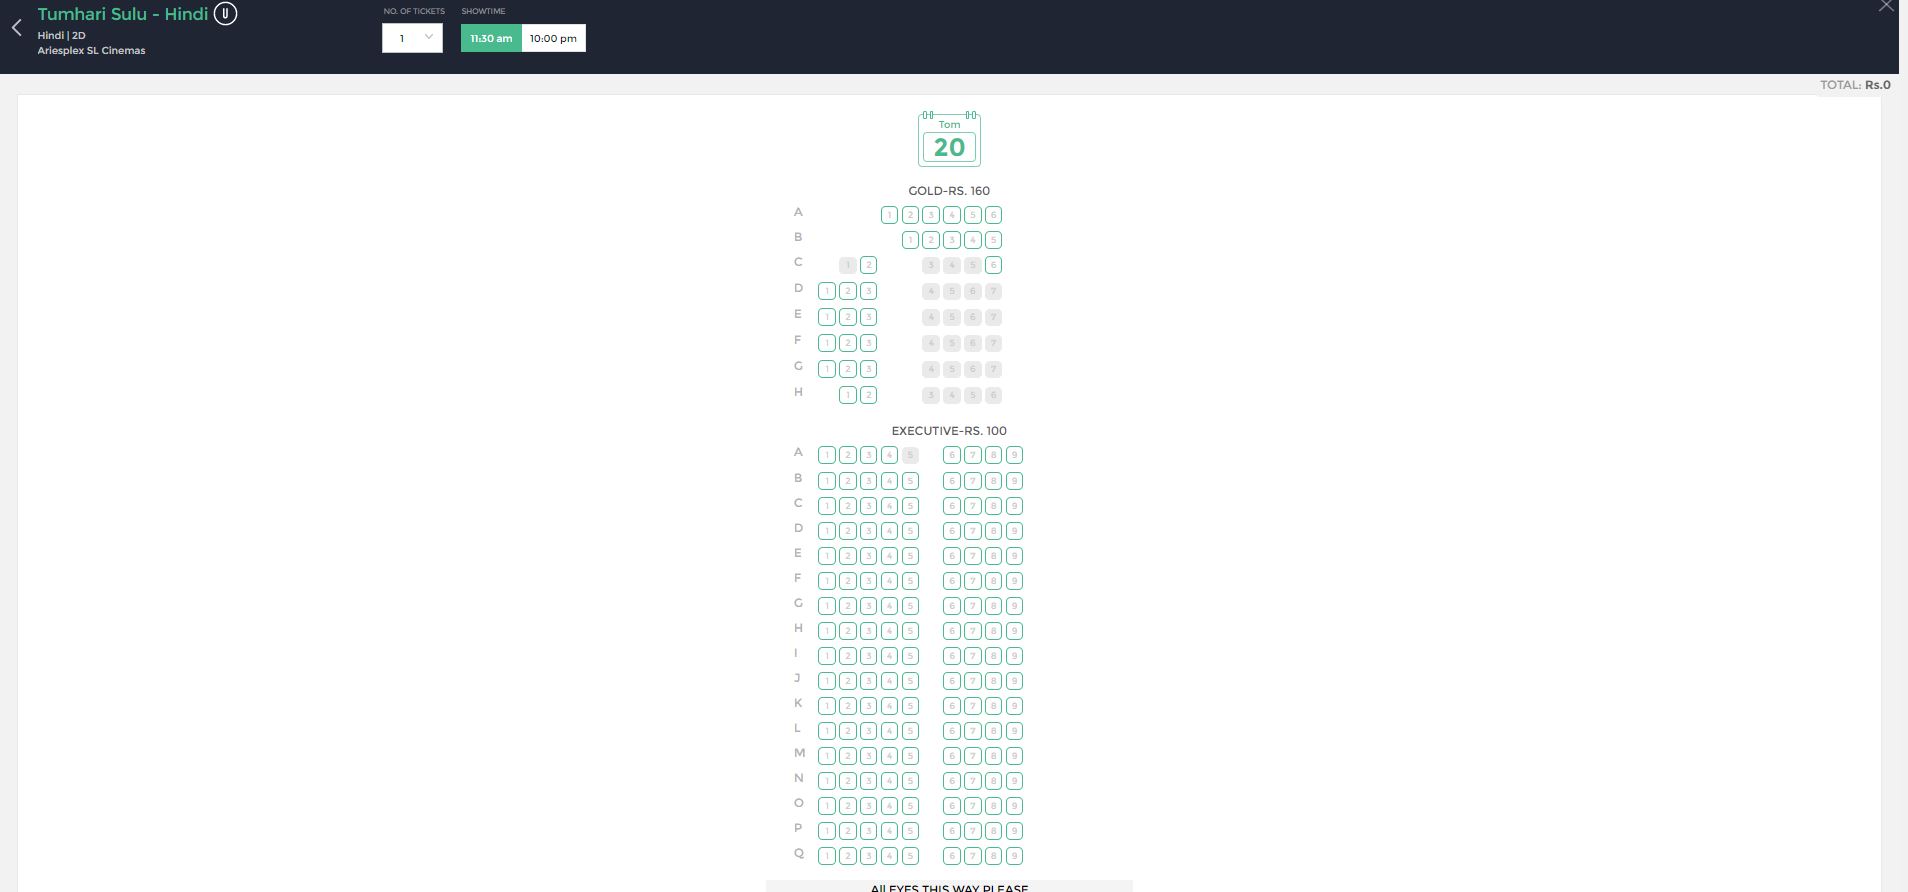 Tumhari Sulu - Hindi U
Hindi | 2D
Ariesplex SL Cinemas
NO. OF TICKETS
1
SHOWTIME
11:30 am 10:00 pm
TOTAL: Rs.0
Tom
20
GOLD-RS. 160
A 1 2 3 4 5 6
B 1 2 3 4 5
C 1 2 3 4 5 6
D 1 2 3 4 5 6 7
E 1 2 3 4 5 6 7
F 1 2 3 4 5 6 7
G 1 2 3 4 5 6 7
H 1 2 3 4 5 6
EXECUTIVE-RS. 100
A 1 2 3 4 5 6 7 8 9
B 1 2 3 4 5 6 7 8 9
C 1 2 3 4 5 6 7 8 9
D 1 2 3 4 5 6 7 8 9
E 1 2 3 4 5 6 7 8 9
F 1 2 3 4 5 6 7 8 9
G 1 2 3 4 5 6 7 8 9
H 1 2 3 4 5 6 7 8 9
I 1 2 3 4 5 6 7 8 9
J 1 2 3 4 5 6 7 8 9
K 1 2 3 4 5 6 7 8 9
L 1 2 3 4 5 6 7 8 9
M 1 2 3 4 5 6 7 8 9
N 1 2 3 4 5 6 7 8 9
O 1 2 3 4 5 6 7 8 9
P 1 2 3 4 5 6 7 8 9
Q 1 2 3 4 5 6 7 8 9
All EYES THIS WAY PLEASE